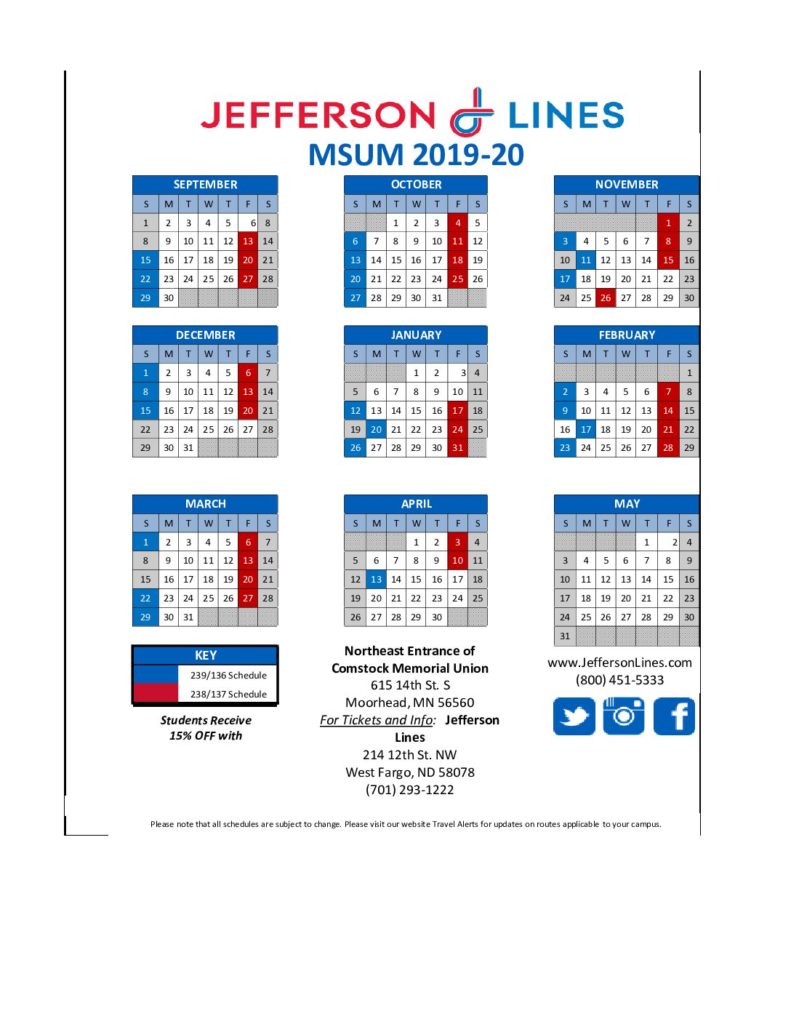 JEFFERSON LINES
MSUM 2019-20
SEPTEMBER
S M T W T F S
1 2 3 4 5 6 8
8 9 10 11 12 13 14
15 16 17 18 19 20 21
22 23 24 25 26 27 28
29 30
OCTOBER
S M T W T F S
1 2 3 4 5
6 7 8 9 10 11 12
13 14 15 16 17 18 19
20 21 22 23 24 25 26
27 28 29 30 31
NOVEMBER
S M T W T F S
1 2
3 4 5 6 7 8 9
10 11 12 13 14 15 16
17 18 19 20 21 22 23
24 25 26 27 28 29 30
DECEMBER
S M T W T F S
1 2 3 4 5 6 7
8 9 10 11 12 13 14
15 16 17 18 19 20 21
22 23 24 25 26 27 28
29 30 31
JANUARY
S M T W T F S
1 2 3 4
5 6 7 8 9 10 11
12 13 14 15 16 17 18
19 20 21 22 23 24 25
26 27 28 29 30 31
FEBRUARY
S M T W T F S
1
2 3 4 5 6 7 8
9 10 11 12 13 14 15
16 17 18 19 20 21 22
23 24 25 26 27 28 29
MARCH
S M T W T F S
1 2 3 4 5 6 7
8 9 10 11 12 13 14
15 16 17 18 19 20 21
22 23 24 25 26 27 28
29 30 31
APRIL
S M T W T F S
1 2 3 4
5 6 7 8 9 10 11
12 13 14 15 16 17 18
19 20 21 22 23 24 25
26 27 28 29 30
MAY
S M T W T F S
1 2 4
3 4 5 6 7 8 9
10 11 12 13 14 15 16
17 18 19 20 21 22 23
24 25 26 27 28 29 30
31
KEY
239/136 Schedule
238/137 Schedule
Students Receive
15% OFF with
Northeast Entrance of
Comstock Memorial Union
615 14th St. S
Moorhead, MN 56560
For Tickets and Info: Jefferson
Lines
214 12th St. NW
West Fargo, ND 58078
(701) 293-1222
www.JeffersonLines.com
(800) 451-5333
Please note that all schedules are subject to change. Please visit our website Travel Alerts for updates on routes applicable to your campus.